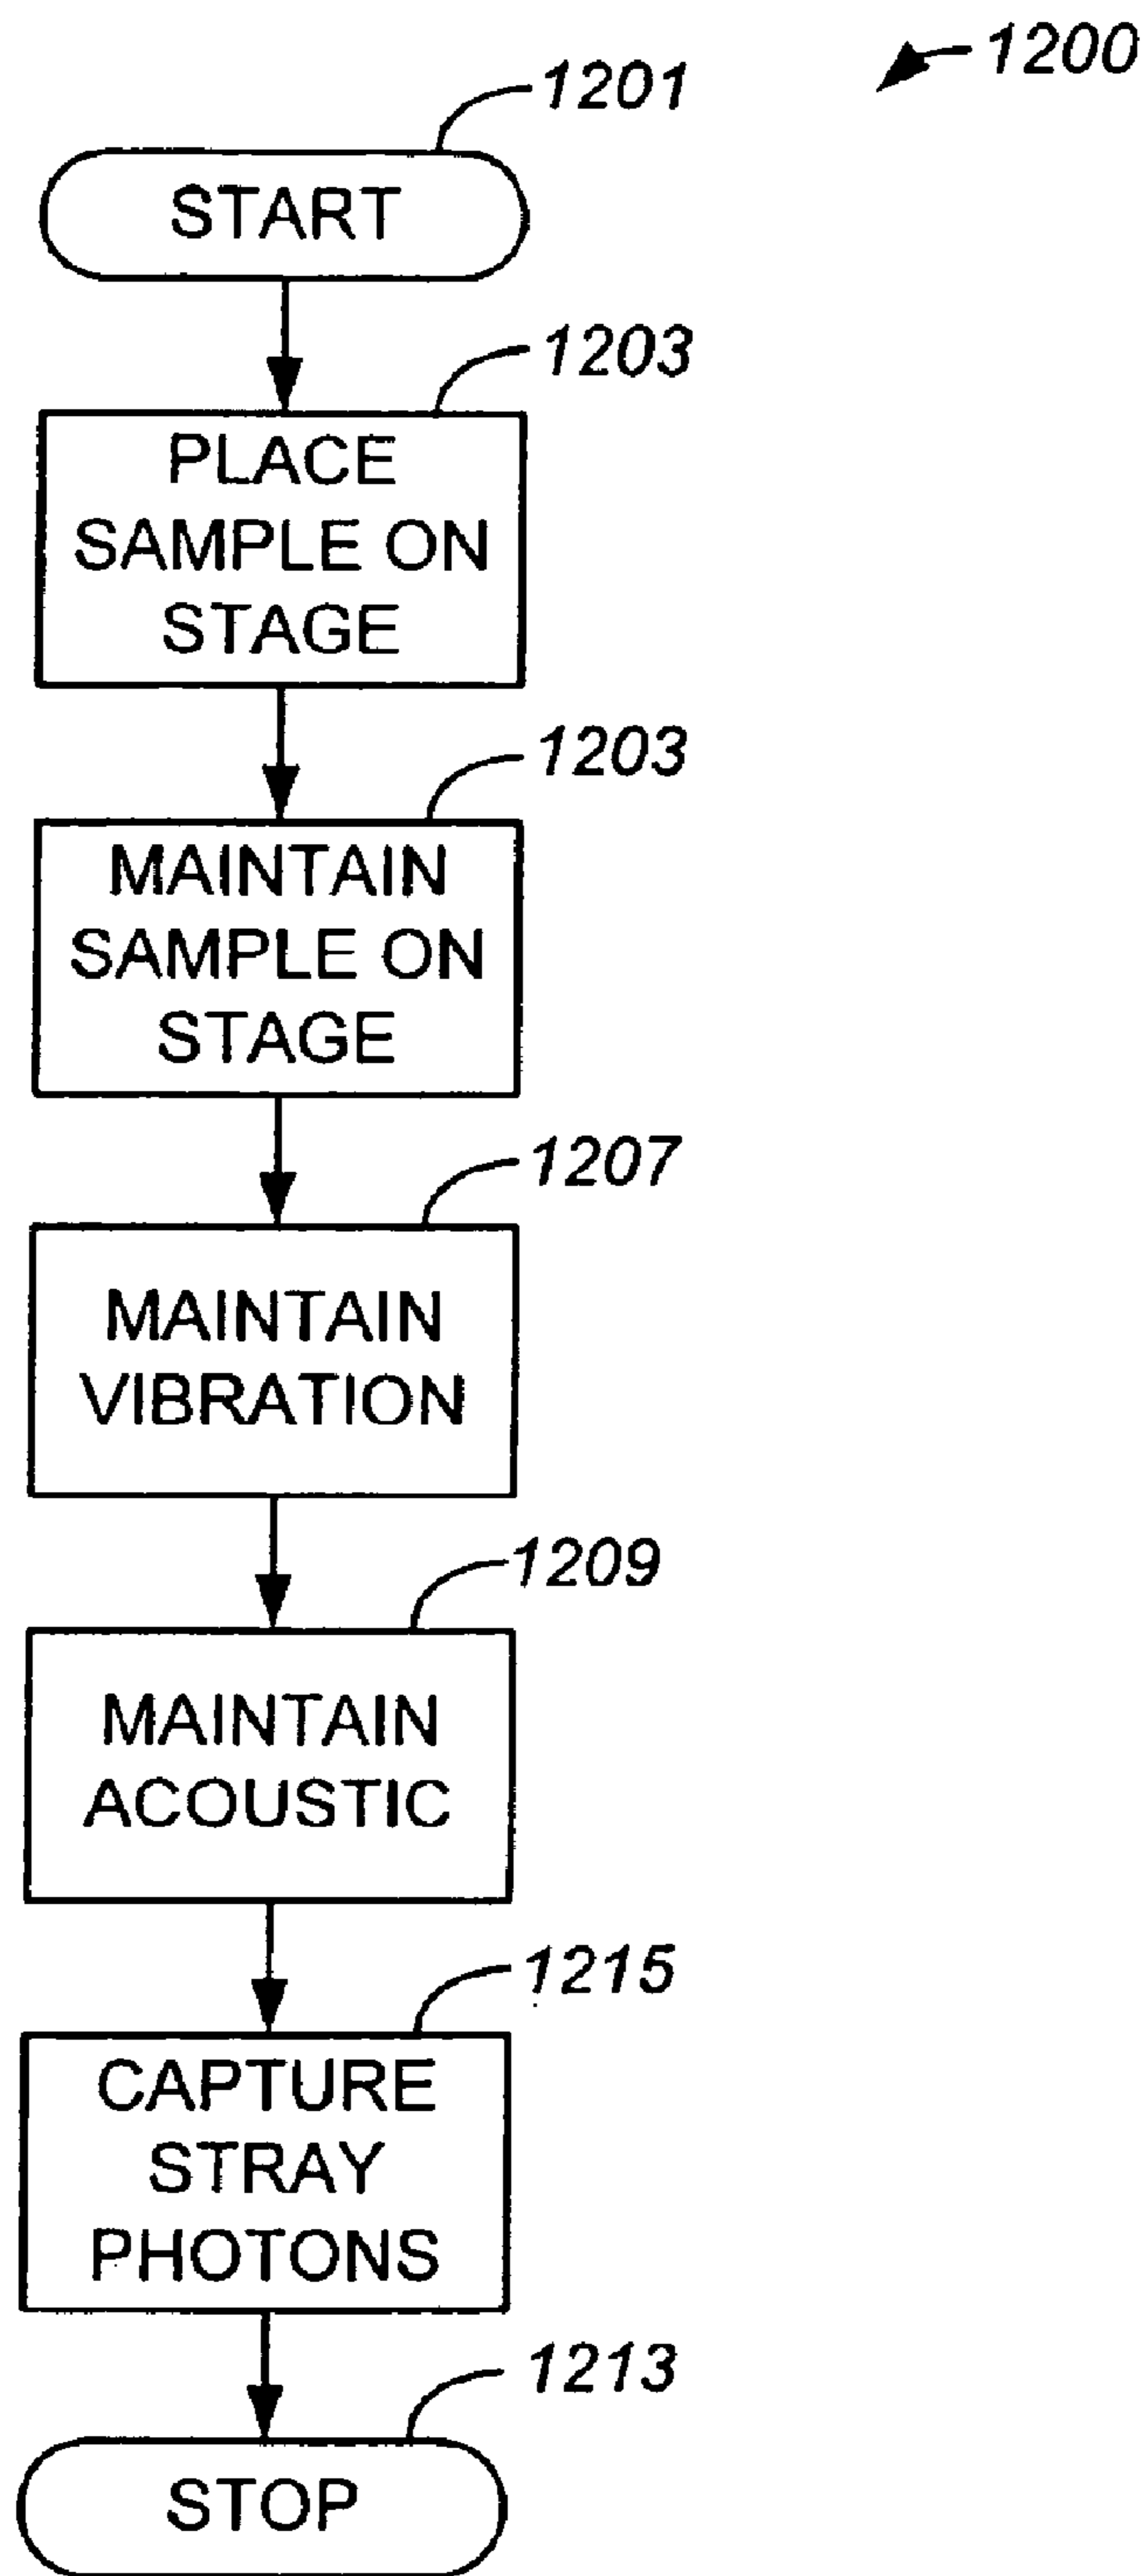 1200
1201
START
1203
PLACE
SAMPLE ON
STAGE
1203
MAINTAIN
SAMPLE ON
STAGE
1207
MAINTAIN
VIBRATION
1209
MAINTAIN
ACOUSTIC
1215
CAPTURE
STRAY
PHOTONS
1213
STOP